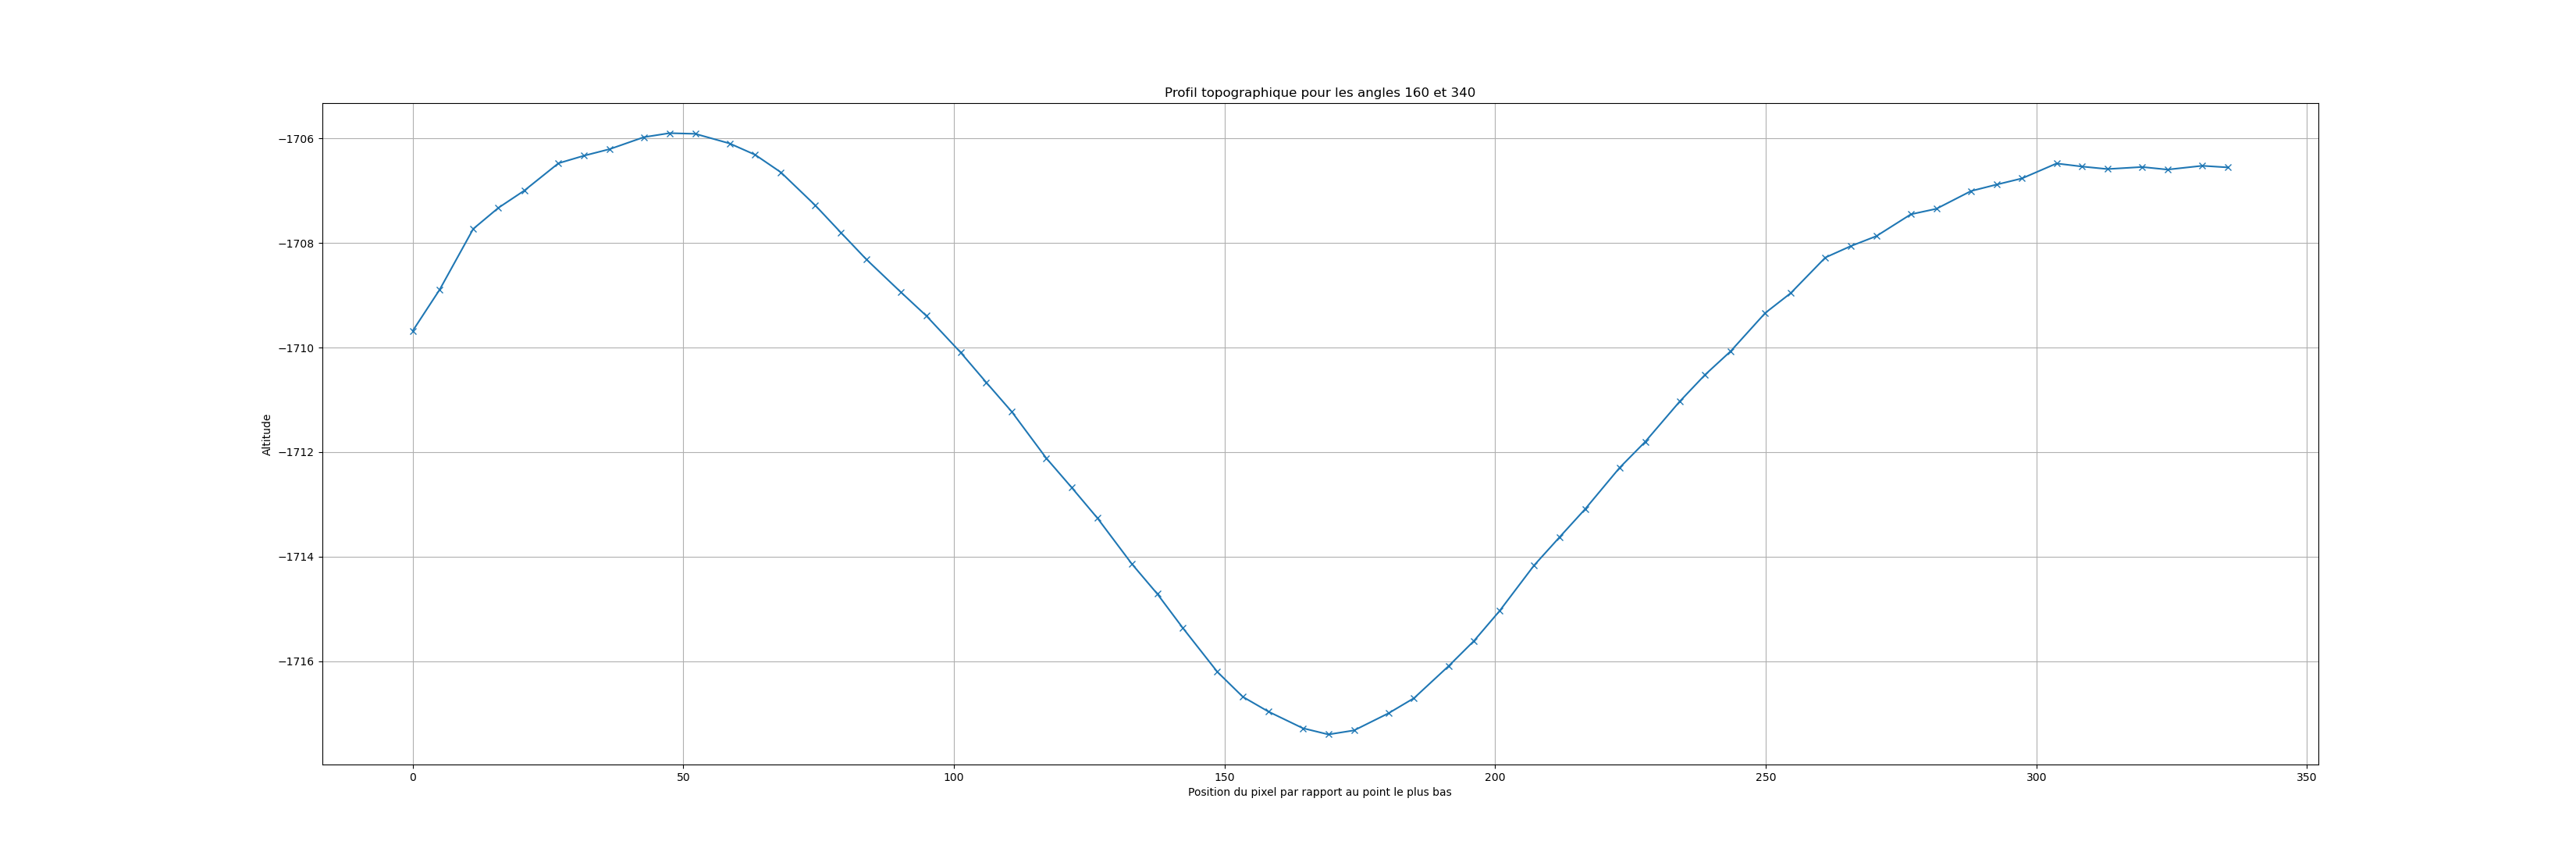 Profil topographique pour les angles 160 et 340
−1706
−1708
−1710
−1712
−1714
−1716
Altitude
0 50 100 150 200 250 300 350
Position du pixel par rapport au point le plus bas